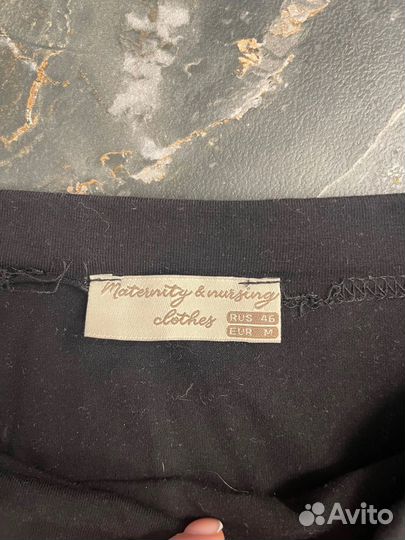 Maternity & nursing
clothes RUS 46
EUR M
Avito